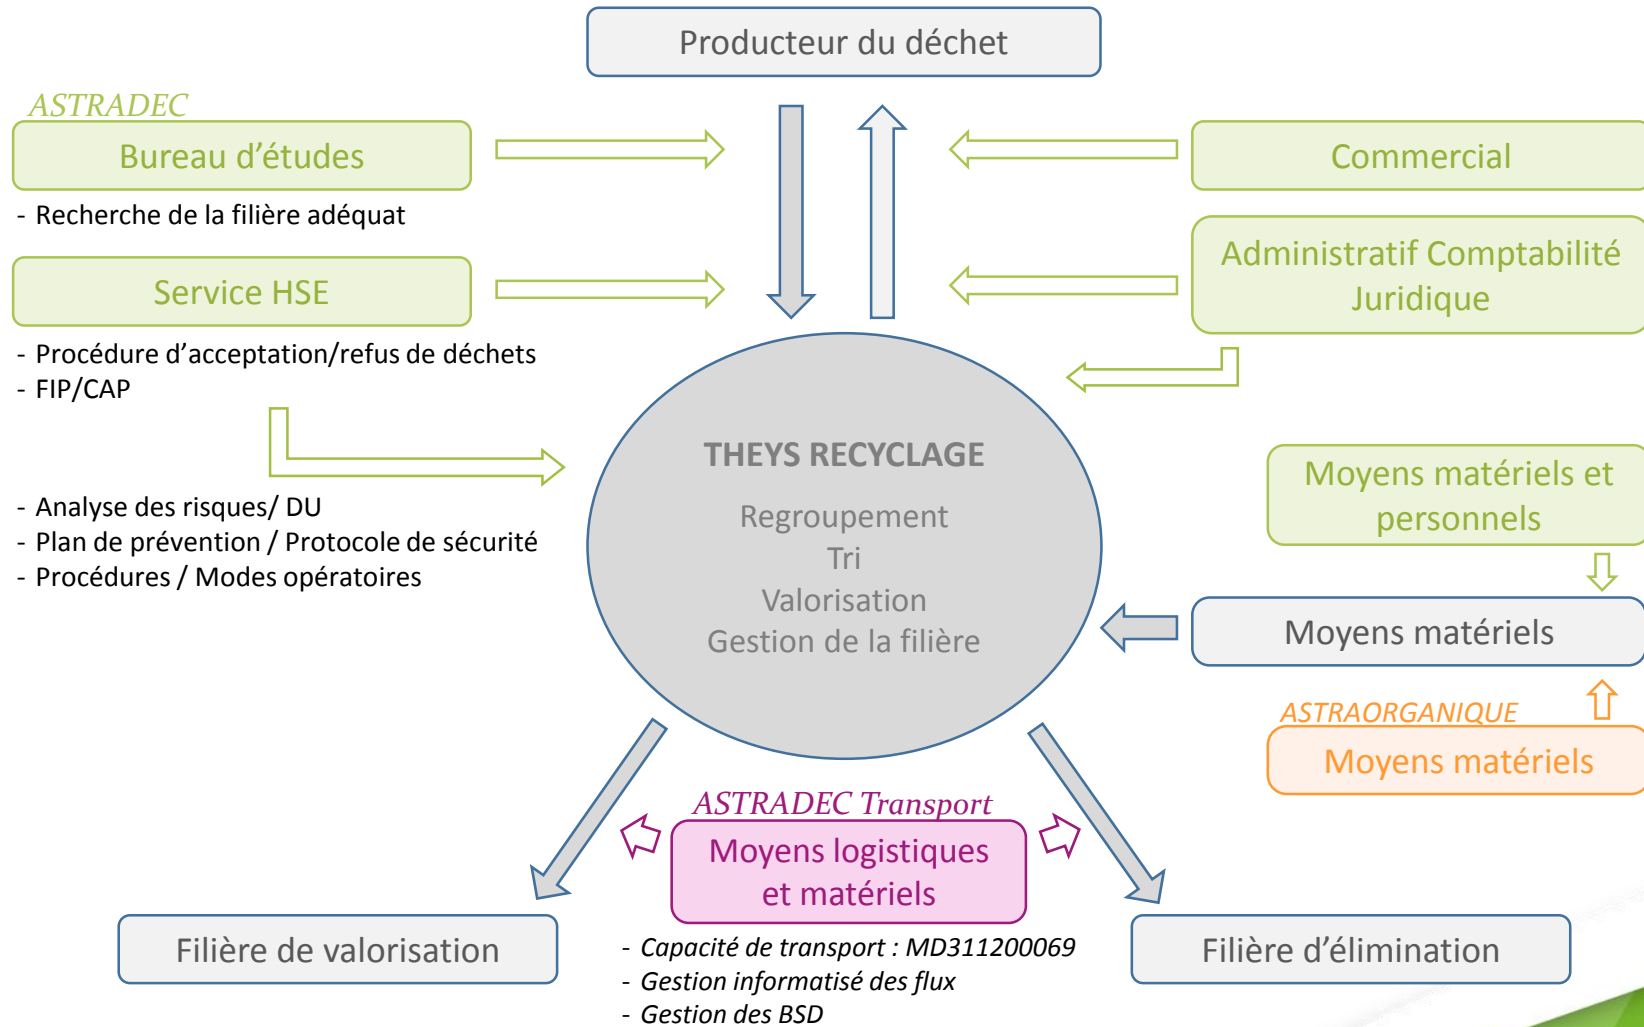 Producteur du déchet
ASTRADEC
Bureau d’études
- Recherche de la filière adéquat
Service HSE
- Procédure d’acceptation/refus de déchets
- FIP/CAP
- Analyse des risques/ DU
- Plan de prévention / Protocole de sécurité
- Procédures / Modes opératoires
Commercial
Administratif Comptabilité
Juridique
THEYS RECYCLAGE
Regroupement
Tri
Valorisation
Gestion de la filière
Moyens matériels et
personnels
Moyens matériels
ASTRAORGANIQUE
Moyens matériels
ASTRADEC Transport
Moyens logistiques
et matériels
- Capacité de transport : MD311200069
- Gestion informatisé des flux
- Gestion des BSD
Filière de valorisation
Filière d’élimination